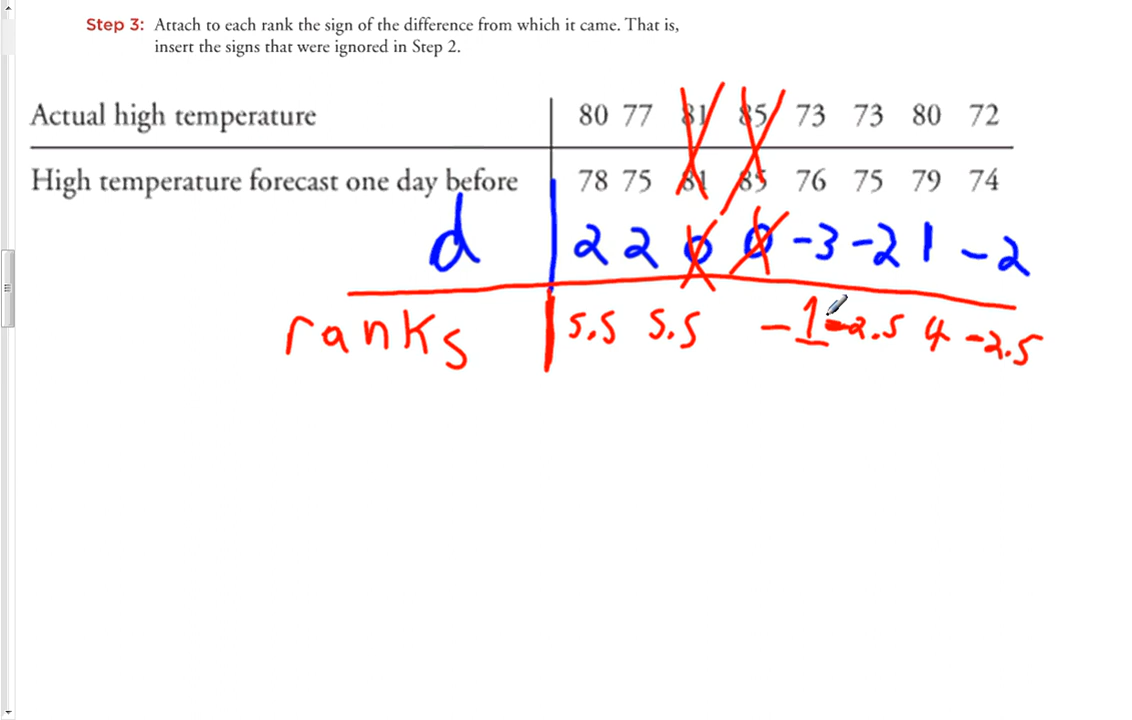 Step 3: Attach to each rank the sign of the difference from which it came. That is,
insert the signs that were ignored in Step 2.
Actual high temperature 80 77 81 85 73 73 80 72
High temperature forecast one day before 78 75 81 85 76 75 79 74
d 2 2 0 0 -3 -2 1 -2
ranks 5.5 5.5 -1 -2.5 4 -2.5